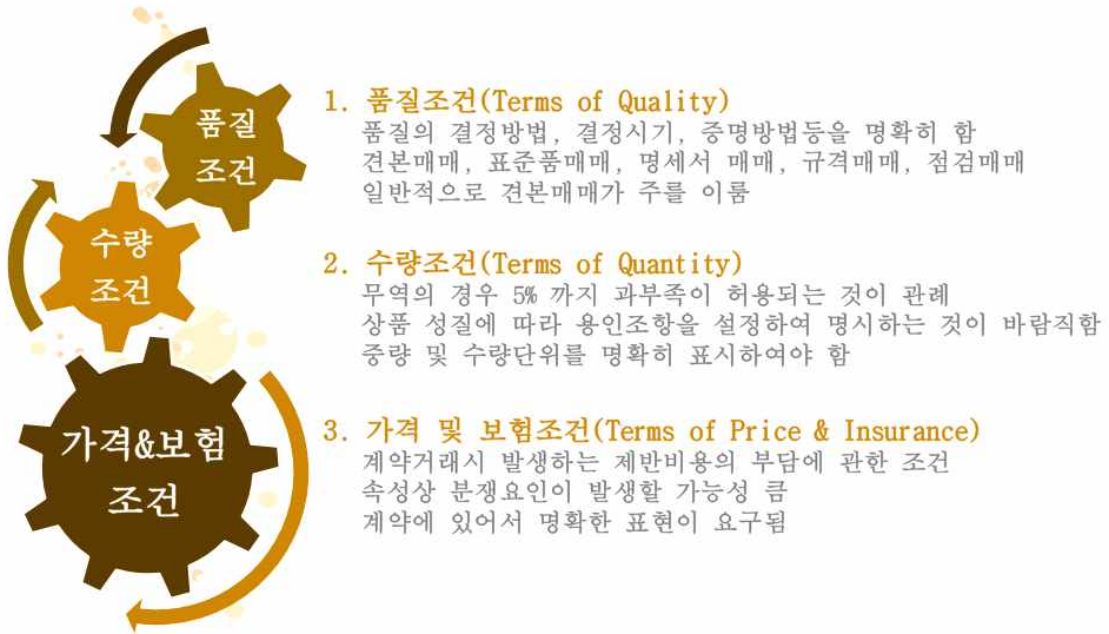 품질
조건
수량
조건
가격&보험
조건
1. 품질조건(Terms of Quality)
품질의 결정방법, 결정시기, 증명방법등을 명확히 함
견본매매, 표준품매매, 명세서 매매, 규격매매, 점검매매
일반적으로 견본매매가 주를 이룸
2. 수량조건(Terms of Quantity)
무역의 경우 5% 까지 과부족이 허용되는 것이 관례
상품 성질에 따라 용인조항을 설정하여 명시하는 것이 바람직함
중량 및 수량단위를 명확히 표시하여야 함
3. 가격 및 보험조건(Terms of Price & Insurance)
계약거래시 발생하는 제반비용의 부담에 관한 조건
속성상 분쟁요인이 발생할 가능성 큼
계약에 있어서 명확한 표현이 요구됨